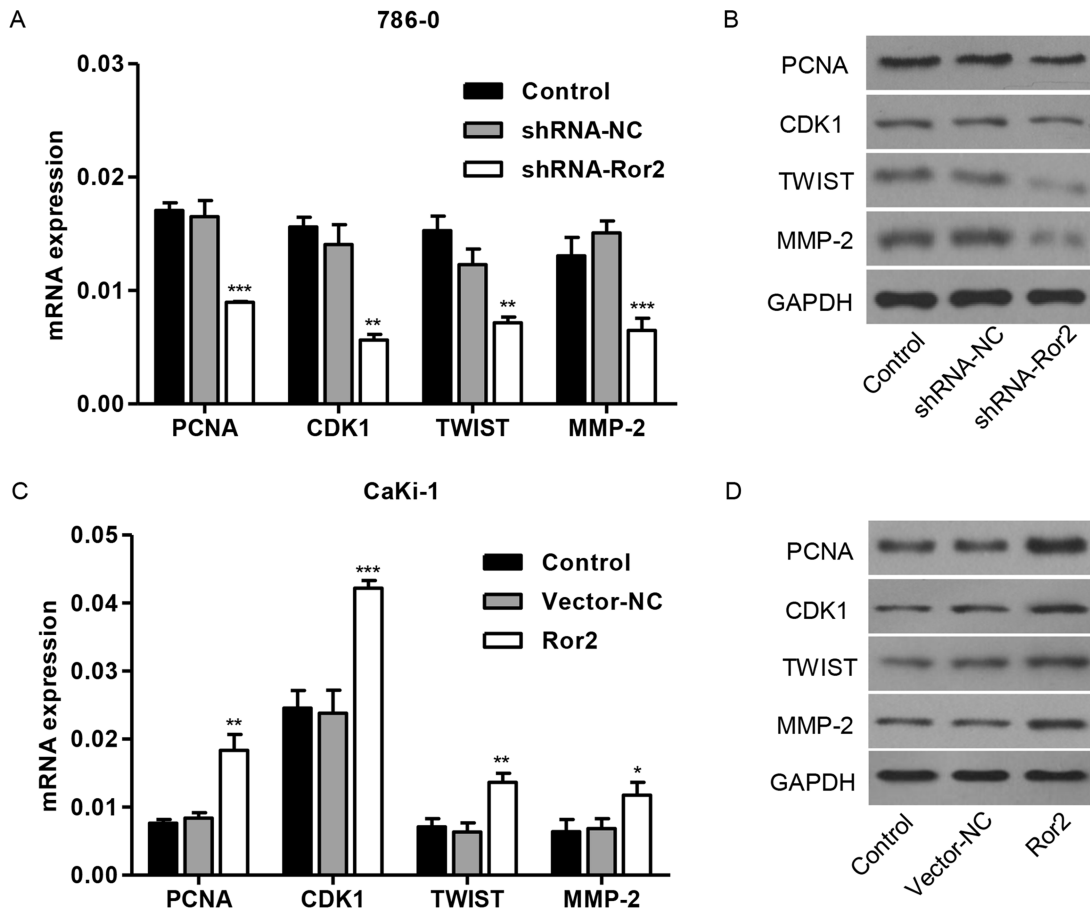 A
786-0
mRNA expression
0.03
0.02
0.01
0.00
Control
shRNA-NC
shRNA-Ror2
***
**
**
***
PCNA CDK1 TWIST MMP-2
B
PCNA
CDK1
TWIST
MMP-2
GAPDH
Control shRNA-NC shRNA-Ror2
C
CaKi-1
mRNA expression
0.05
0.04
0.03
0.02
0.01
0.00
Control
Vector-NC
Ror2
**
***
**
*
PCNA CDK1 TWIST MMP-2
D
PCNA
CDK1
TWIST
MMP-2
GAPDH
Control Vector-NC Ror2